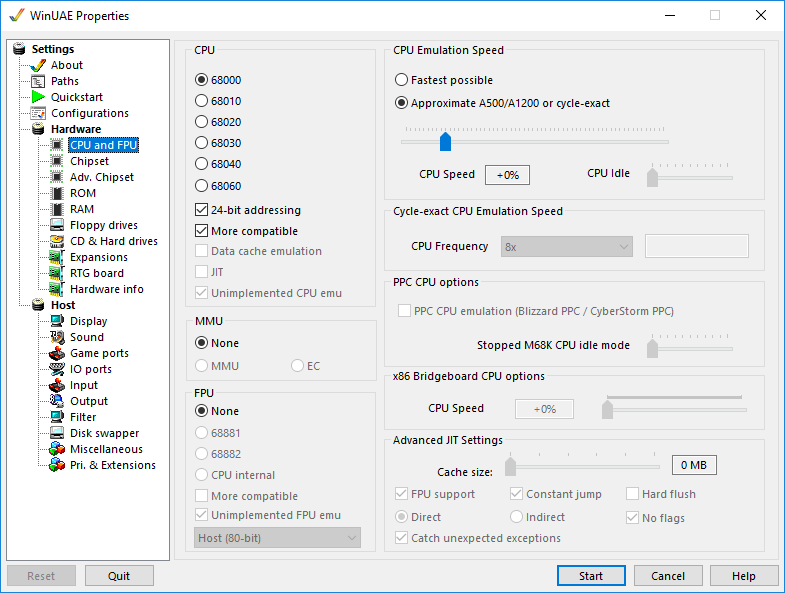 WinUAE Properties
Settings
About
Paths
Quickstart
Configurations
Hardware
CPU and FPU
Chipset
Adv. Chipset
ROM
RAM
Floppy drives
CD & Hard drives
Expansions
RTG board
Hardware info
Host
Display
Sound
Game ports
IO ports
Input
Output
Filter
Disk swapper
Miscellaneous
Pri. & Extensions
CPU
68000
68010
68020
68030
68040
68060
24-bit addressing
More compatible
Data cache emulation
JIT
Unimplemented CPU emu
MMU
None
MMU EC
FPU
None
68881
68882
CPU internal
More compatible
Unimplemented FPU emu
Host (80-bit)
CPU Emulation Speed
Fastest possible
Approximate A500/A1200 or cycle-exact
CPU Speed +0% CPU Idle
Cycle-exact CPU Emulation Speed
CPU Frequency 8x
PPC CPU options
PPC CPU emulation (Blizzard PPC / CyberStorm PPC)
Stopped M68K CPU idle mode
x86 Bridgeboard CPU options
CPU Speed +0%
Advanced JIT Settings
Cache size: 0 MB
FPU support Constant jump Hard flush
Direct Indirect No flags
Catch unexpected exceptions
Reset Quit Start Cancel Help